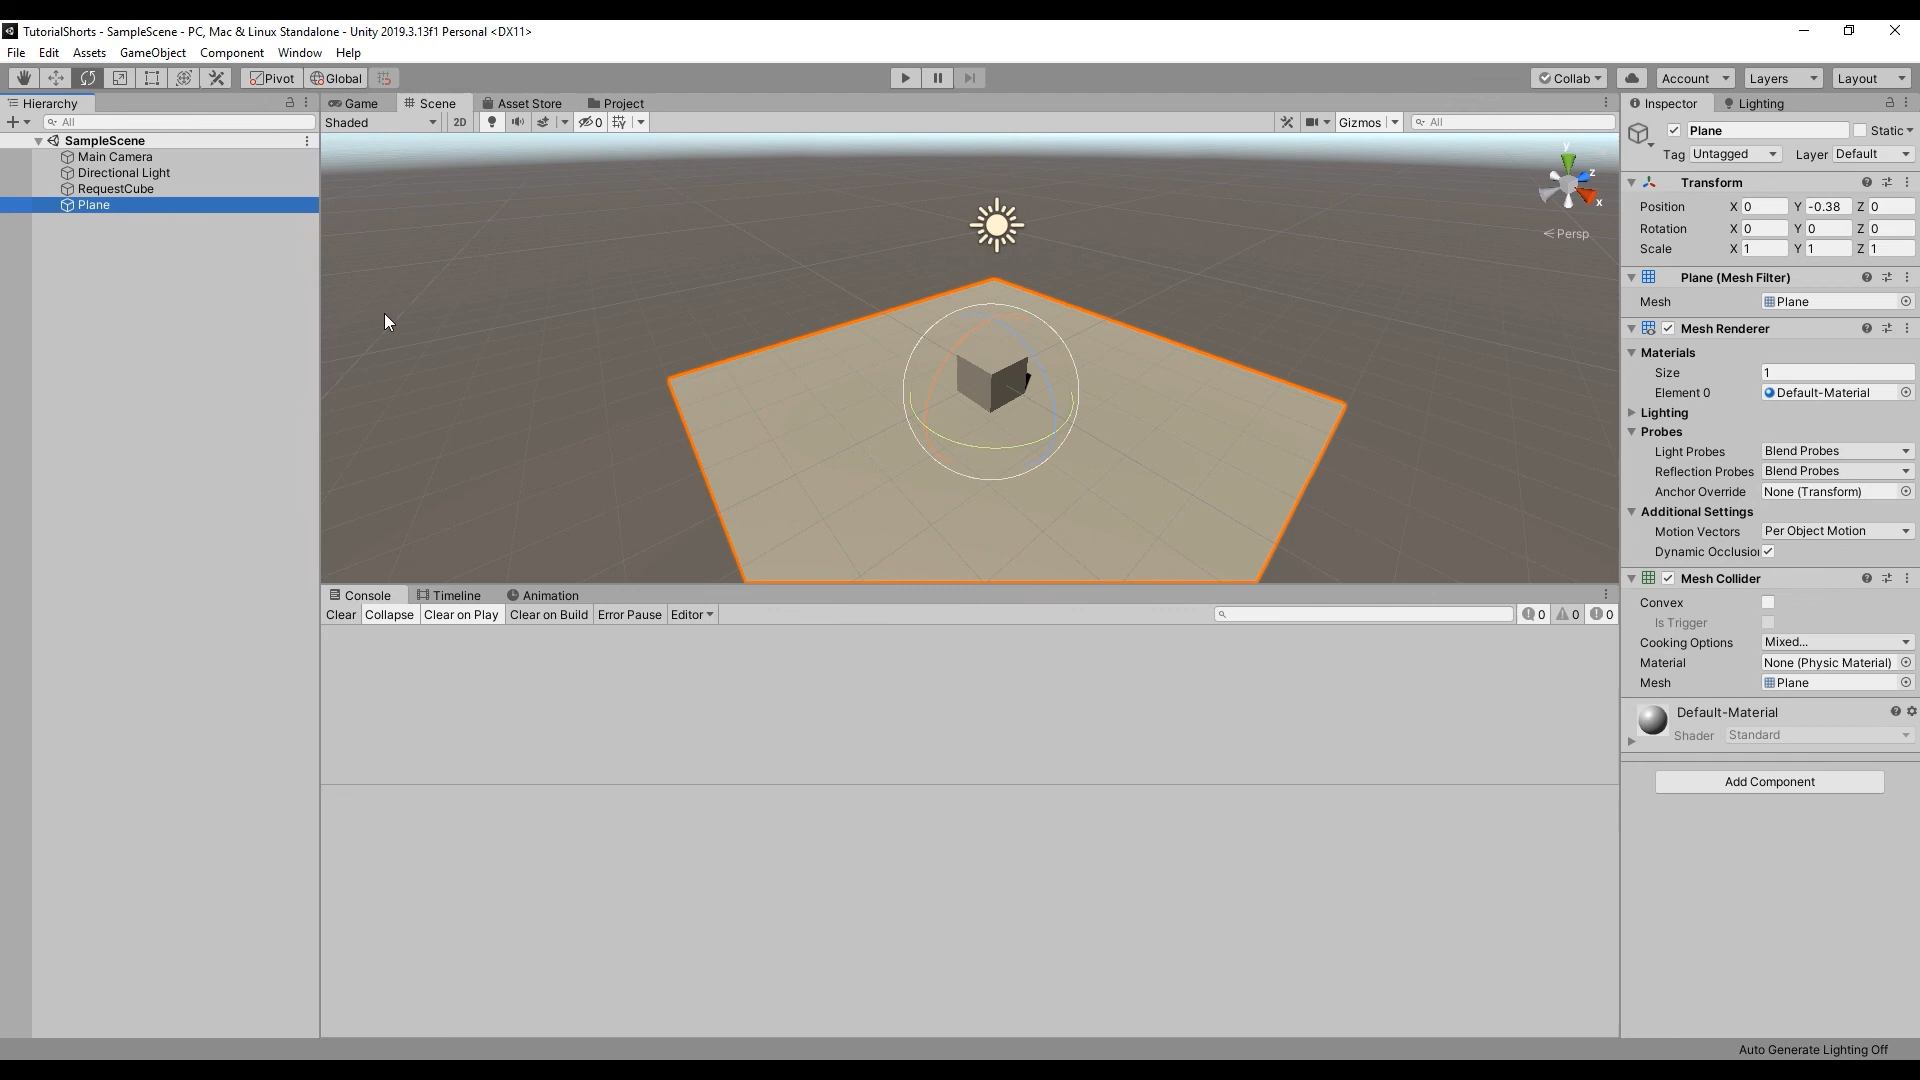 TutorialShorts - SampleScene - PC, Mac & Linux Standalone - Unity 2019.3.13f1 Personal <DX11>
File Edit Assets GameObject Component Window Help
Pivot Global Collab Account Layers Layout
Hierarchy Game Scene Asset Store Project Inspector Lighting
All Shaded 2D 0 Gizmos All
SampleScene
Main Camera
Directional Light
RequestCube
Plane
y
z
x
Persp
Plane Static
Tag Untagged Layer Default
Transform
Position X 0 Y -0.38 Z 0
Rotation X 0 Y 0 Z 0
Scale X 1 Y 1 Z 1
Plane (Mesh Filter)
Mesh Plane
Mesh Renderer
Materials
Size 1
Element 0 Default-Material
Lighting
Probes
Light Probes Blend Probes
Reflection Probes Blend Probes
Anchor Override None (Transform)
Additional Settings
Motion Vectors Per Object Motion
Dynamic Occlusion
Mesh Collider
Convex
Is Trigger
Cooking Options Mixed...
Material None (Physic Material)
Mesh Plane
Default-Material
Shader Standard
Add Component
Console Timeline Animation
Clear Collapse Clear on Play Clear on Build Error Pause Editor 0 0 0
Auto Generate Lighting Off